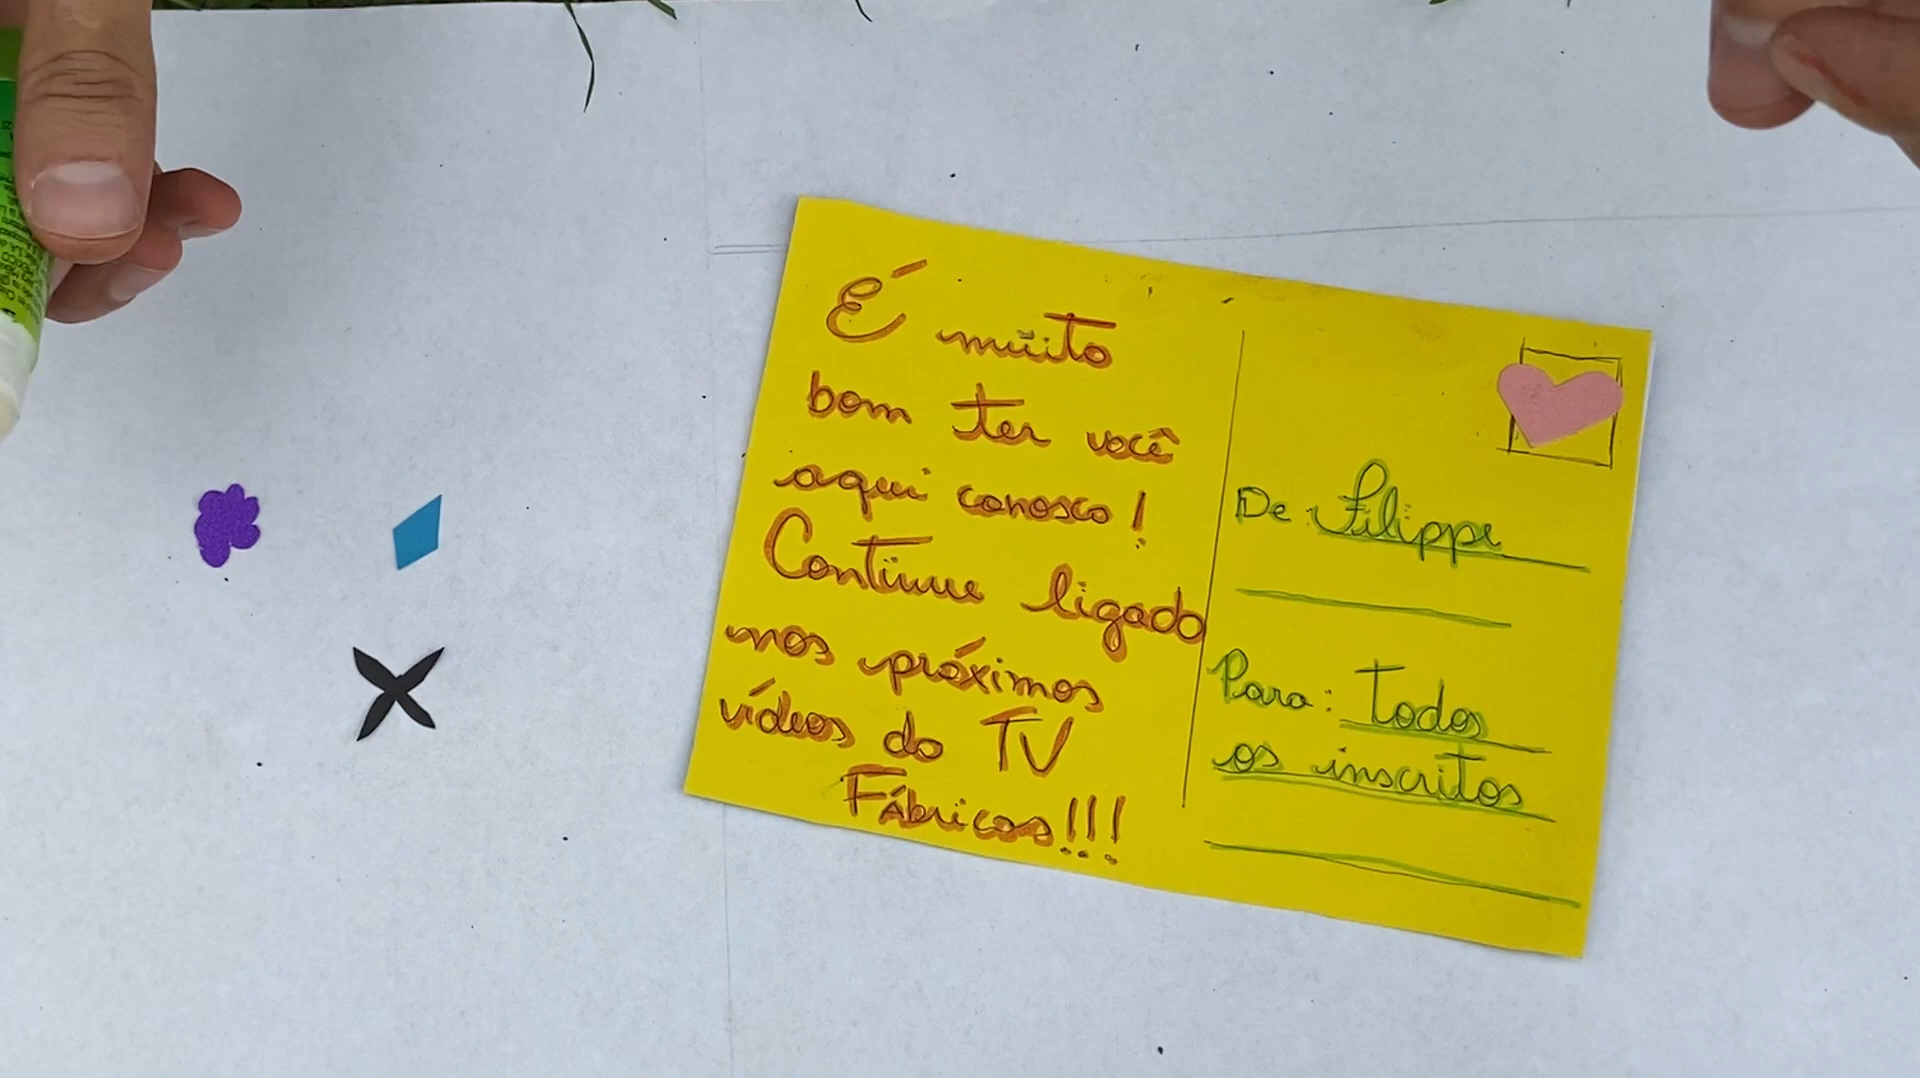 É muito
bom ter você
aqui conosco!
Continue ligado
nos próximos
vídeos do TV
Fábricas!!!
De: Filippe
Para: Todos
os inscritos